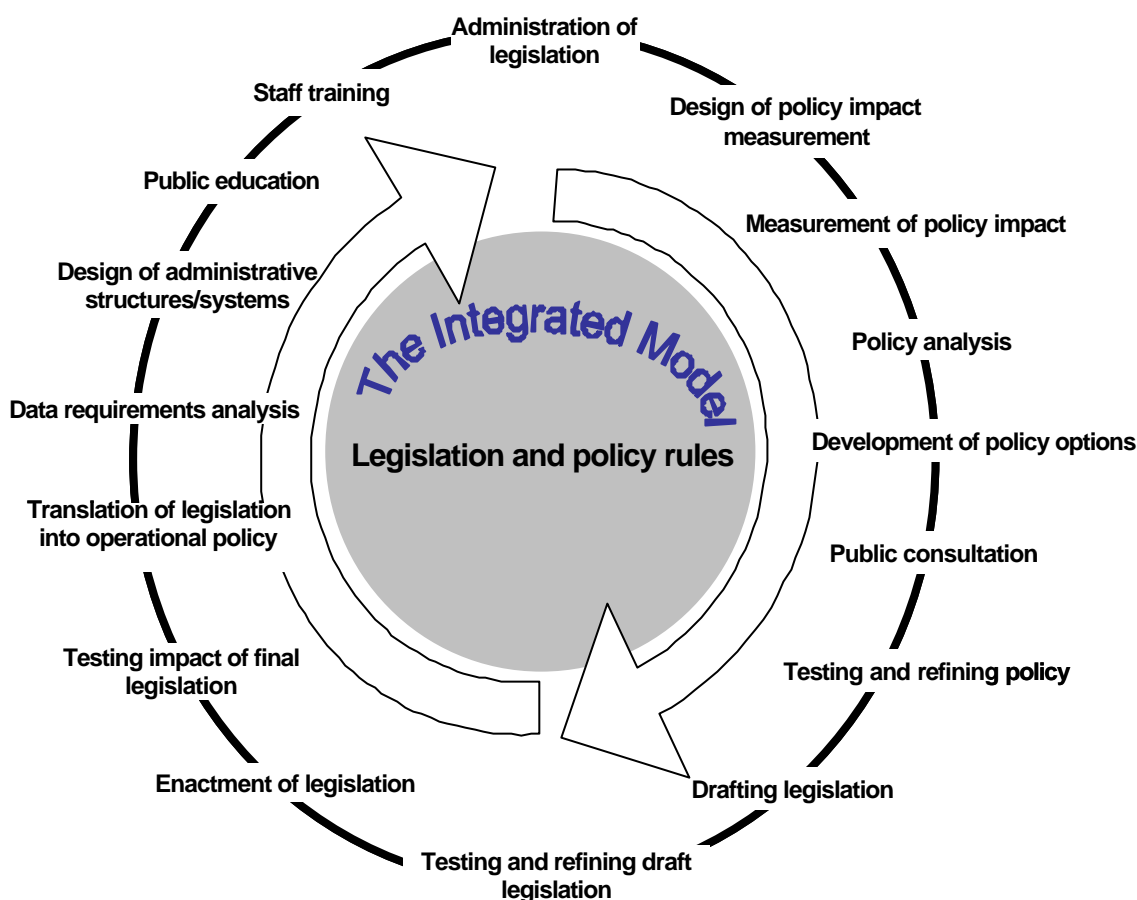 Administration of
legislation
Design of policy impact
measurement
Measurement of policy impact
Policy analysis
Development of policy options
Public consultation
Testing and refining policy
Drafting legislation
Testing and refining draft
legislation
Enactment of legislation
Testing impact of final
legislation
Translation of legislation
into operational policy
Data requirements analysis
Design of administrative
structures/systems
Public education
Staff training
The Integrated Model
Legislation and policy rules